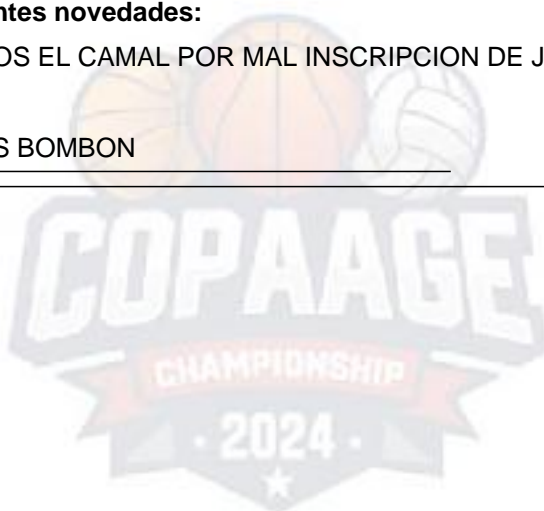 ntes novedades:
OS EL CAMAL POR MAL INSCRIPCION DE J
S BOMBON
COPAAGE
CHAMPIONSHIP
· 2024 ·